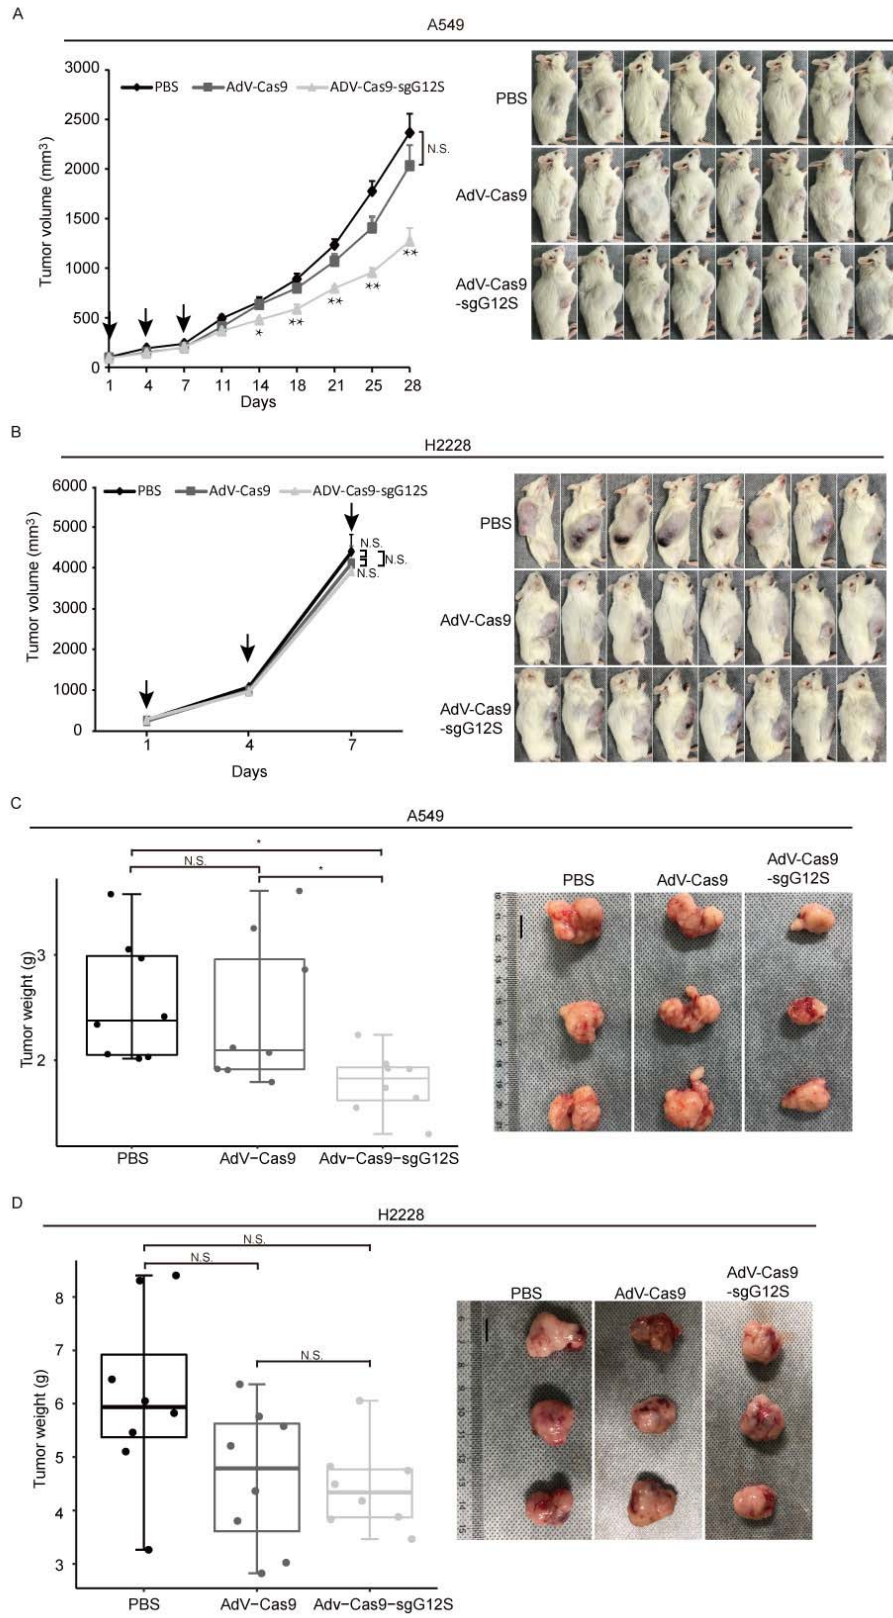 A
A549
3000
2500
2000
1500
1000
500
0
Tumor volume (mm³)
PBS AdV-Cas9 ADV-Cas9-sgG12S
N.S.
*
**
**
**
**
1 4 7 11 14 18 21 25 28
Days
PBS
AdV-Cas9
AdV-Cas9
-sgG12S
B
H2228
6000
5000
4000
3000
2000
1000
0
Tumor volume (mm³)
PBS AdV-Cas9 ADV-Cas9-sgG12S
N.S.
N.S.
N.S.
1 4 7
Days
PBS
AdV-Cas9
AdV-Cas9
-sgG12S
C
A549
*
N.S.
*
3
2
Tumor weight (g)
PBS AdV−Cas9 Adv−Cas9−sgG12S
PBS AdV-Cas9 AdV-Cas9
-sgG12S
D
H2228
N.S.
N.S.
N.S.
8
7
6
5
4
3
Tumor weight (g)
PBS AdV−Cas9 Adv−Cas9−sgG12S
PBS AdV-Cas9 AdV-Cas9
-sgG12S